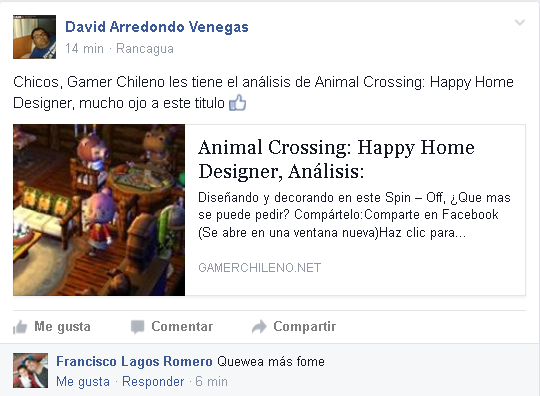 David Arredondo Venegas
14 min · Rancagua
Chicos, Gamer Chileno les tiene el análisis de Animal Crossing: Happy Home
Designer, mucho ojo a este titulo
Animal Crossing: Happy Home
Designer, Análisis:
Diseñando y decorando en este Spin – Off, ¿Que mas
se puede pedir? Compártelo:Comparte en Facebook
(Se abre en una ventana nueva)Haz clic para...
GAMERCHILENO.NET
Me gusta Comentar Compartir
Francisco Lagos Romero Quewea más fome
Me gusta · Responder · 6 min